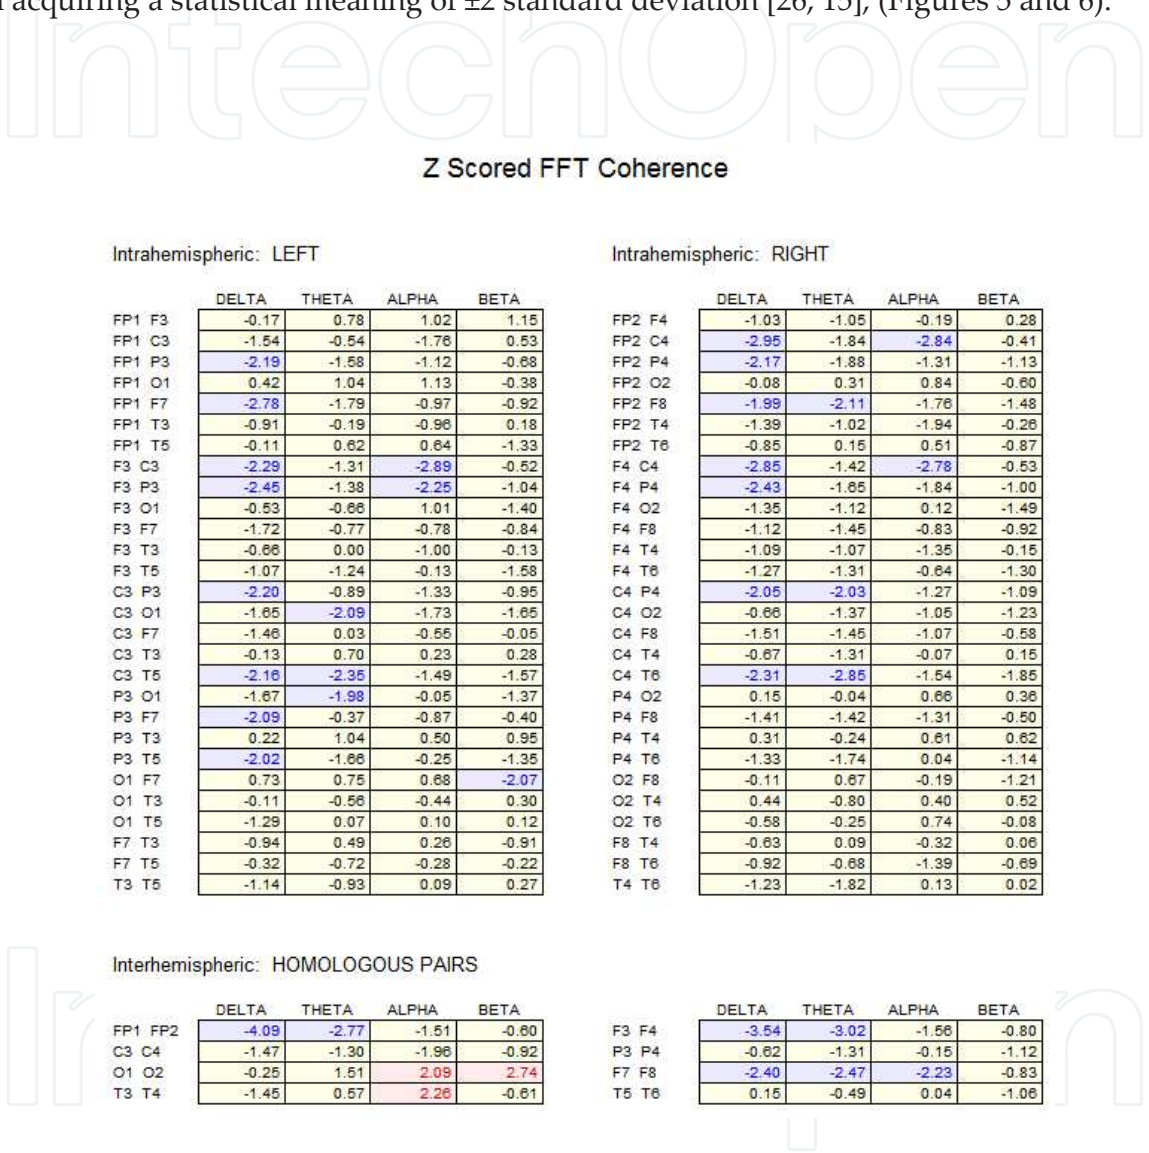 acquiring a statistical meaning of ±2 standard deviation [26, 15], (Figures 5 and 6).
IntechOpen
Z Scored FFT Coherence
Intrahemispheric: LEFT
DELTA THETA ALPHA BETA
FP1 F3 -0.17 0.78 1.02 1.15
FP1 C3 -1.54 -0.54 -1.76 0.53
FP1 P3 -2.19 -1.58 -1.12 -0.68
FP1 O1 0.42 1.04 1.13 -0.38
FP1 F7 -2.78 -1.79 -0.97 -0.92
FP1 T3 -0.91 -0.19 -0.96 0.18
FP1 T5 -0.11 0.62 0.64 -1.33
F3 C3 -2.29 -1.31 -2.89 -0.52
F3 P3 -2.45 -1.38 -2.25 -1.04
F3 O1 -0.53 -0.66 1.01 -1.40
F3 F7 -1.72 -0.77 -0.78 -0.84
F3 T3 -0.66 0.00 -1.00 -0.13
F3 T5 -1.07 -1.24 -0.13 -1.58
C3 P3 -2.20 -0.89 -1.33 -0.95
C3 O1 -1.65 -2.09 -1.73 -1.65
C3 F7 -1.46 0.03 -0.55 -0.05
C3 T3 -0.13 0.70 0.23 0.28
C3 T5 -2.16 -2.35 -1.49 -1.57
P3 O1 -1.67 -1.98 -0.05 -1.37
P3 F7 -2.09 -0.37 -0.87 -0.40
P3 T3 0.22 1.04 0.50 0.95
P3 T5 -2.02 -1.66 -0.25 -1.35
O1 F7 0.73 0.75 0.68 -2.07
O1 T3 -0.11 -0.56 -0.44 0.30
O1 T5 -1.29 0.07 0.10 0.12
F7 T3 -0.94 0.49 0.26 -0.91
F7 T5 -0.32 -0.72 -0.28 -0.22
T3 T5 -1.14 -0.93 0.09 0.27
Intrahemispheric: RIGHT
DELTA THETA ALPHA BETA
FP2 F4 -1.03 -1.05 -0.19 0.28
FP2 C4 -2.95 -1.84 -2.84 -0.41
FP2 P4 -2.17 -1.88 -1.31 -1.13
FP2 O2 -0.08 0.31 0.84 -0.60
FP2 F8 -1.99 -2.11 -1.76 -1.48
FP2 T4 -1.39 -1.02 -1.94 -0.26
FP2 T6 -0.85 0.15 0.51 -0.87
F4 C4 -2.85 -1.42 -2.78 -0.53
F4 P4 -2.43 -1.65 -1.84 -1.00
F4 O2 -1.35 -1.12 0.12 -1.49
F4 F8 -1.12 -1.45 -0.83 -0.92
F4 T4 -1.09 -1.07 -1.35 -0.15
F4 T6 -1.27 -1.31 -0.64 -1.30
C4 P4 -2.05 -2.03 -1.27 -1.09
C4 O2 -0.66 -1.37 -1.05 -1.23
C4 F8 -1.51 -1.45 -1.07 -0.58
C4 T4 -0.67 -1.31 -0.07 0.15
C4 T6 -2.31 -2.85 -1.54 -1.85
P4 O2 0.15 -0.04 0.66 0.36
P4 F8 -1.41 -1.42 -1.31 -0.50
P4 T4 0.31 -0.24 0.61 0.62
P4 T6 -1.33 -1.74 0.04 -1.14
O2 F8 -0.11 0.67 -0.19 -1.21
O2 T4 0.44 -0.80 0.40 0.52
O2 T6 -0.58 -0.25 0.74 -0.08
F8 T4 -0.63 0.09 -0.32 0.06
F8 T6 -0.92 -0.68 -1.39 -0.69
T4 T6 -1.23 -1.82 0.13 0.02
Interhemispheric: HOMOLOGOUS PAIRS
DELTA THETA ALPHA BETA
FP1 FP2 -4.09 -2.77 -1.51 -0.60
C3 C4 -1.47 -1.30 -1.96 -0.92
O1 O2 -0.25 1.51 2.09 2.74
T3 T4 -1.45 0.57 2.26 -0.61
DELTA THETA ALPHA BETA
F3 F4 -3.54 -3.02 -1.56 -0.80
P3 P4 -0.62 -1.31 -0.15 -1.12
F7 F8 -2.40 -2.47 -2.23 -0.83
T5 T6 0.15 -0.49 0.04 -1.06